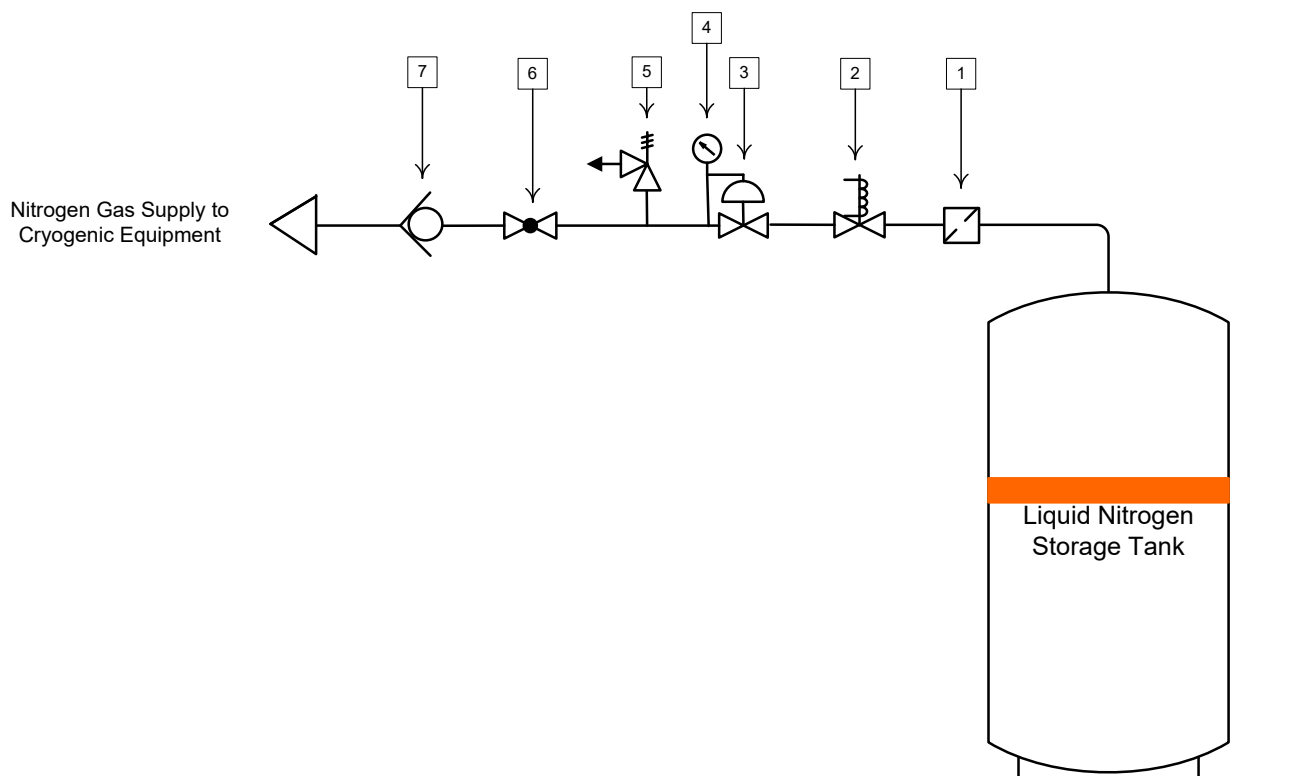 4
7
6
5
3
2
1
Nitrogen Gas Supply to
Cryogenic Equipment
Liquid Nitrogen
Storage Tank